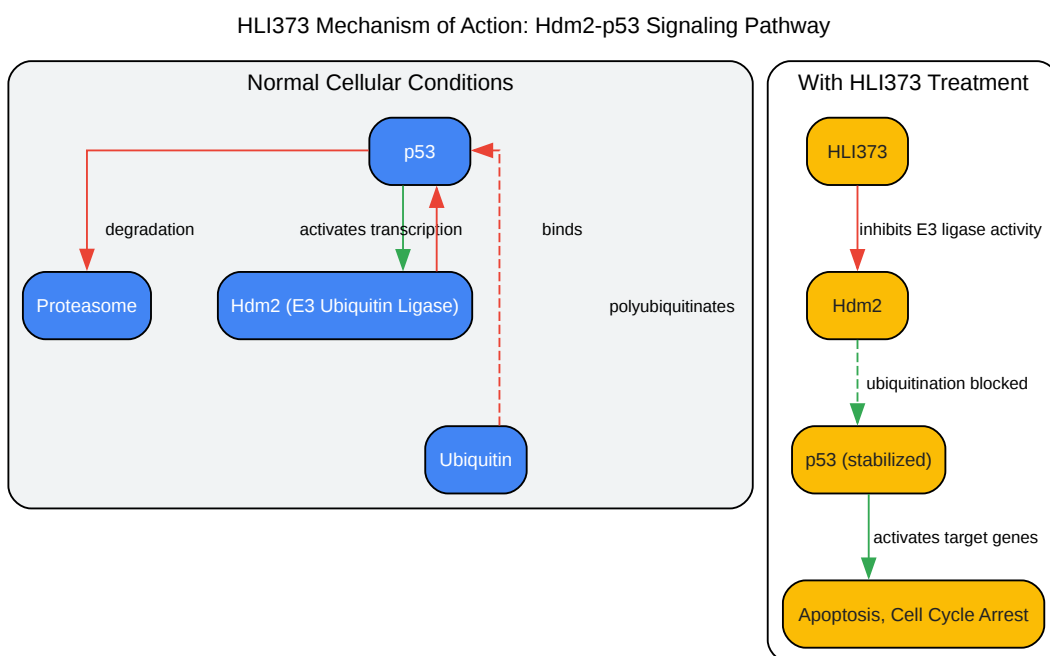 HLI373 Mechanism of Action: Hdm2-p53 Signaling Pathway
Normal Cellular Conditions
p53
degradation
activates transcription
binds
Proteasome
Hdm2 (E3 Ubiquitin Ligase)
polyubiquitinates
Ubiquitin
With HLI373 Treatment
HLI373
inhibits E3 ligase activity
Hdm2
ubiquitination blocked
p53 (stabilized)
activates target genes
Apoptosis, Cell Cycle Arrest